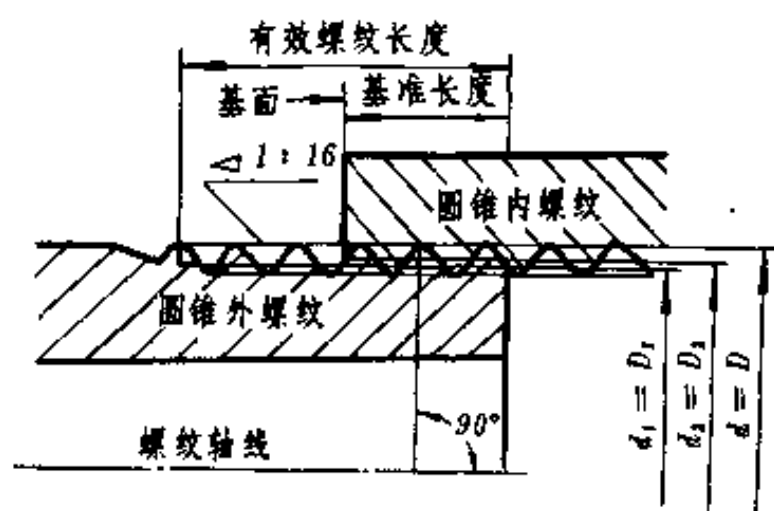 有效螺纹长度
基面
基准长度
1:16
圆锥内螺纹
圆锥外螺纹
螺纹轴线
90°
d₁=D₁
d₂=D₂
d=D